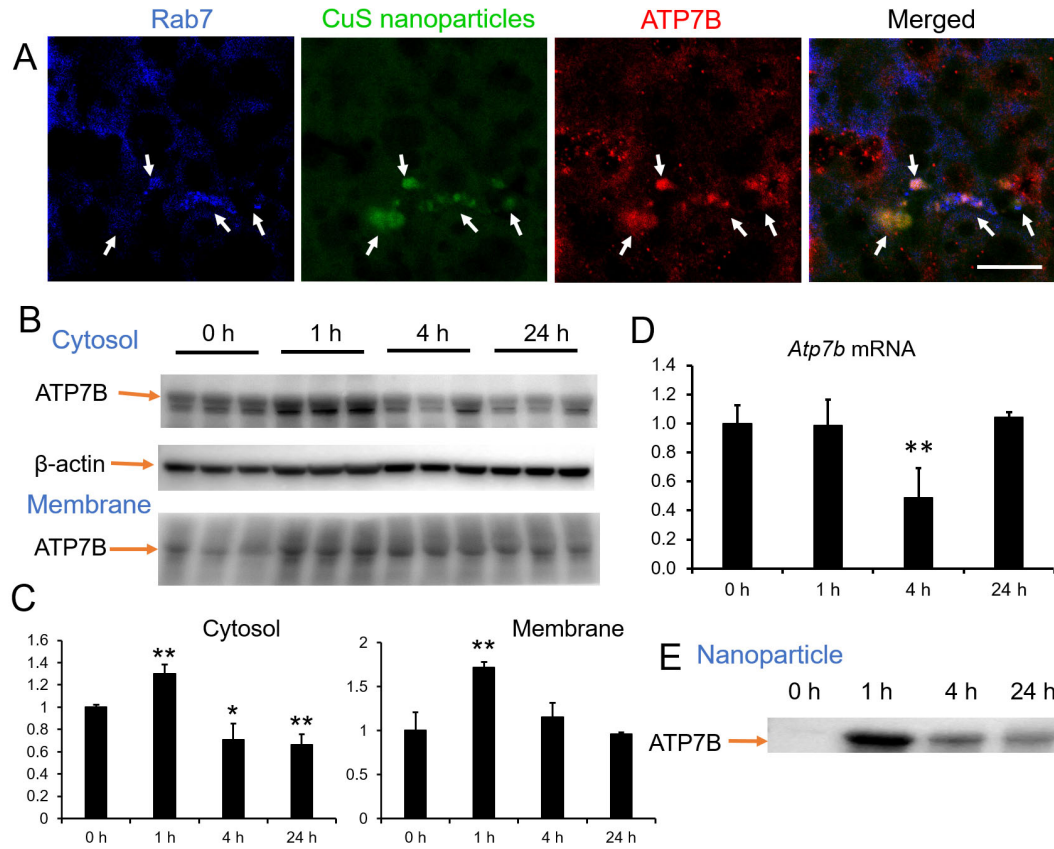 Rab7 CuS nanoparticles ATP7B Merged
A
B
Cytosol
0 h 1 h 4 h 24 h
ATP7B
β-actin
Membrane
ATP7B
C
Cytosol
1.6
1.4
1.2
1
0.8
0.6
0.4
0.2
0
** * **
0 h 1 h 4 h 24 h
Membrane
2
1.5
1
0.5
0
**
0 h 1 h 4 h 24 h
D
Atp7b mRNA
1.4
1.2
1.0
0.8
0.6
0.4
0.2
0.0
**
0 h 1 h 4 h 24 h
E Nanoparticle
0 h 1 h 4 h 24 h
ATP7B